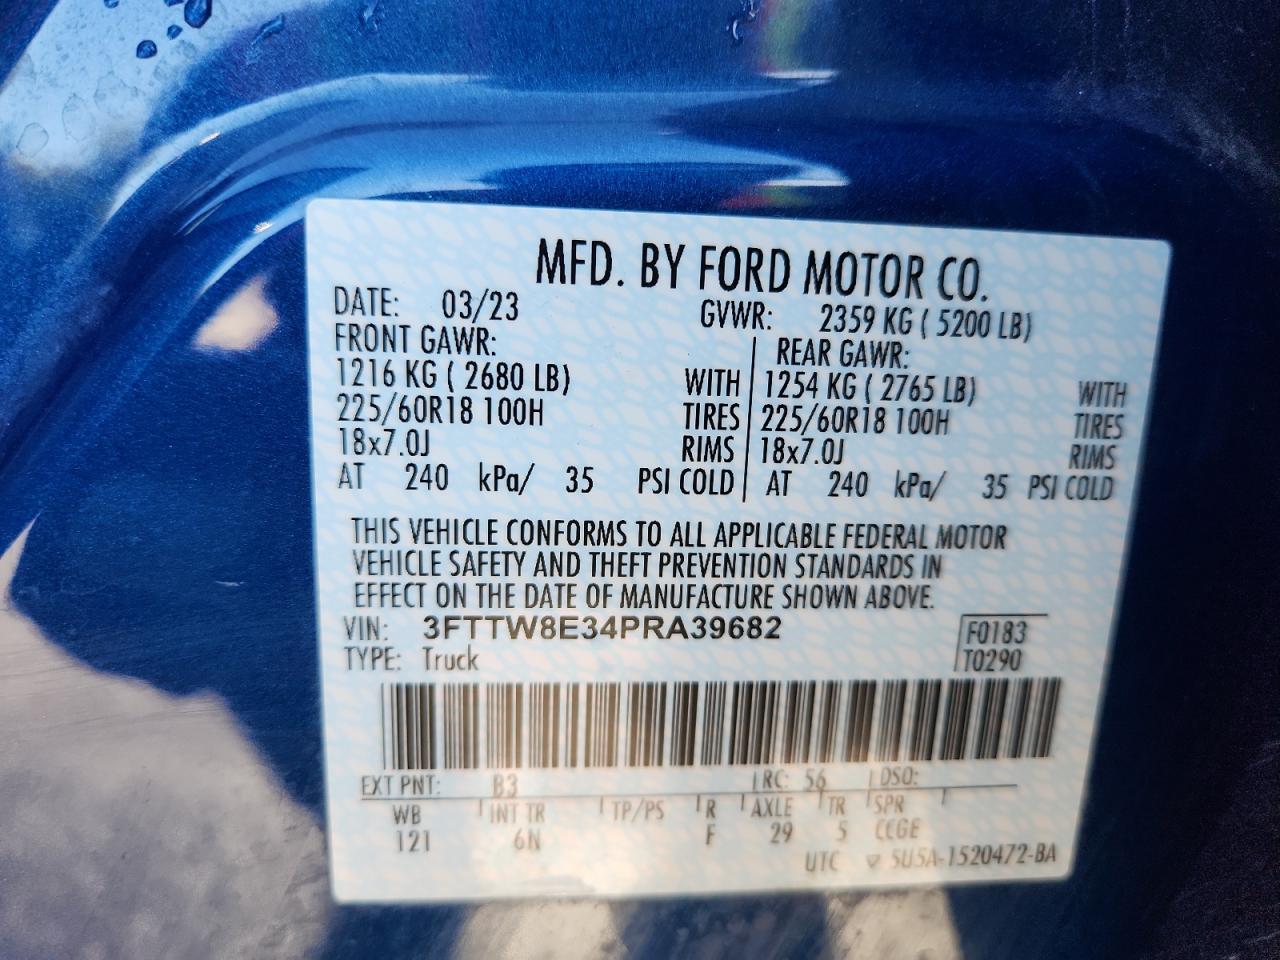 MFD. BY FORD MOTOR CO.
DATE: 03/23 GVWR: 2359 KG ( 5200 LB)
FRONT GAWR: REAR GAWR:
1216 KG ( 2680 LB) WITH 1254 KG ( 2765 LB) WITH
225/60R18 100H TIRES 225/60R18 100H TIRES
18x7.0J RIMS 18x7.0J RIMS
AT 240 kPa/ 35 PSI COLD AT 240 kPa/ 35 PSI COLD
THIS VEHICLE CONFORMS TO ALL APPLICABLE FEDERAL MOTOR
VEHICLE SAFETY AND THEFT PREVENTION STANDARDS IN
EFFECT ON THE DATE OF MANUFACTURE SHOWN ABOVE.
VIN: 3FTTW8E34PRA39682 F0183
TYPE: Truck T0290
EXT PNT: B3 RC: 56 DSO:
WB INT TR TP/PS R AXLE TR SPR
121 6N F 29 5 CCGE
UTC 5U5A-1520472-BA